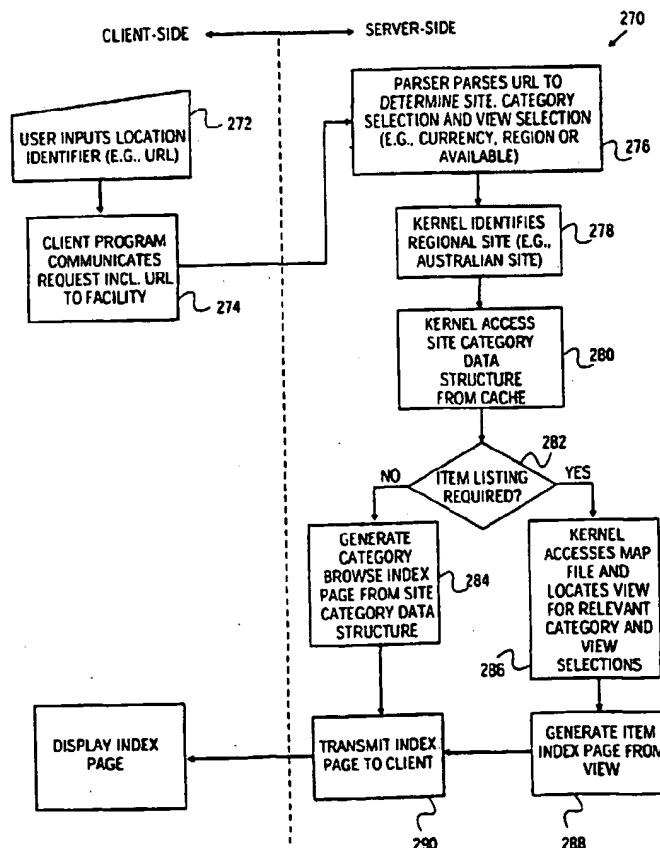 CLIENT-SIDE
SERVER-SIDE
270
USER INPUTS LOCATION
IDENTIFIER (E.G., URL)
272
CLIENT PROGRAM
COMMUNICATES
REQUEST INCL. URL
TO FACILITY
274
PARSER PARSES URL TO
DETERMINE SITE. CATEGORY
SELECTION AND VIEW SELECTION
(E.G., CURRENCY, REGION OR
AVAILABLE)
276
KERNEL IDENTIFIES
REGIONAL SITE (E.G.,
AUSTRALIAN SITE)
278
KERNEL ACCESS
SITE CATEGORY
DATA
STRUCTURE
FROM CACHE
280
282
NO
ITEM LISTING
REQUIRED?
YES
GENERATE
CATEGORY
BROWSE INDEX
PAGE FROM SITE
CATEGORY DATA
STRUCTURE
284
KERNEL
ACCESSES MAP
FILE AND
LOCATES VIEW
FOR RELEVANT
CATEGORY AND
VIEW
SELECTIONS
286
DISPLAY INDEX
PAGE
TRANSMIT INDEX
PAGE TO CLIENT
290
GENERATE ITEM
INDEX PAGE FROM
VIEW
288